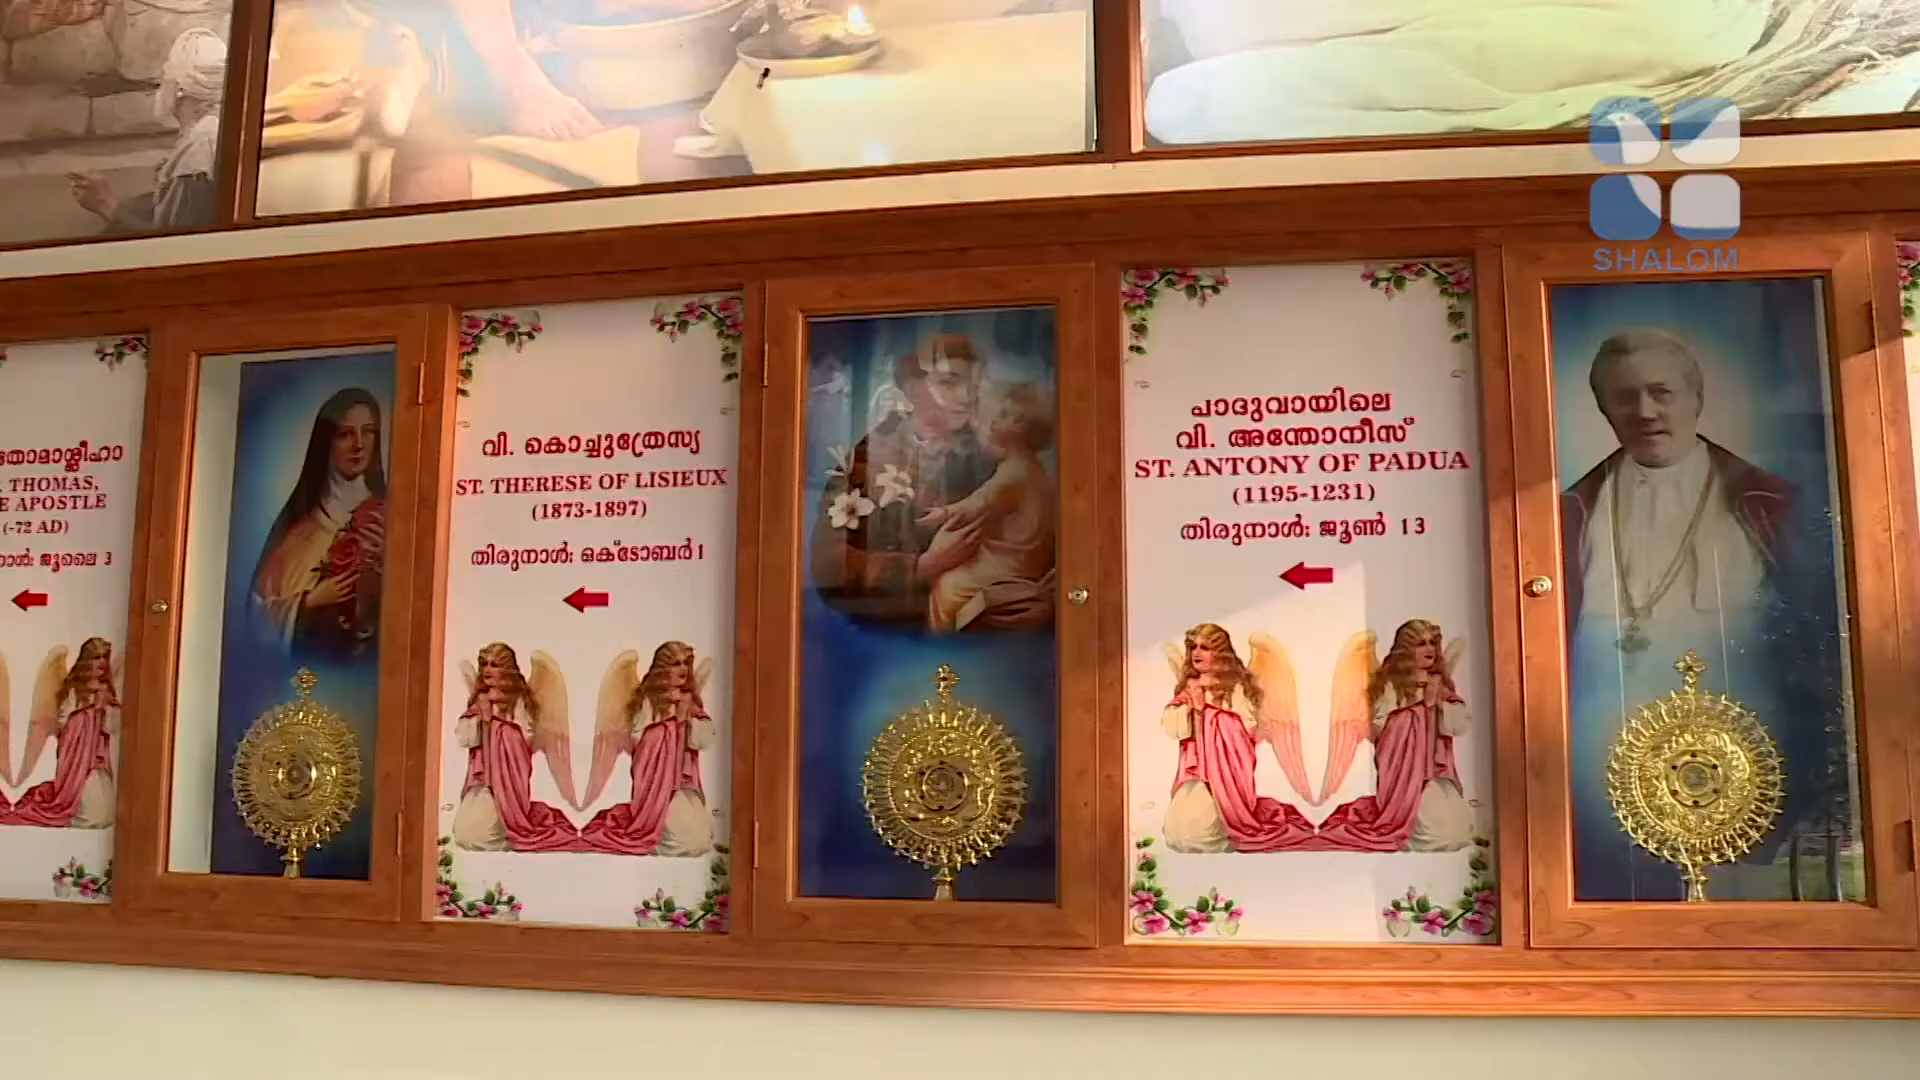 SHALOM
THOMAS,
APOSTLE
(-72 AD)
ജൂലൈ 3
വി. കൊച്ചുത്രേസ്യ
ST. THERESE OF LISIEUX
(1873-1897)
തിരുനാൾ: ഒക്ടോബർ 1
പാദുവായിലെ
വി. അന്തോനീസ്
ST. ANTONY OF PADUA
(1195-1231)
തിരുനാൾ: ജൂൺ 13